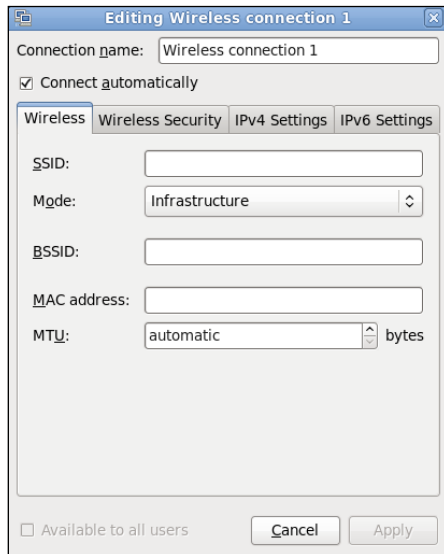 Editing Wireless connection 1
Connection name: Wireless connection 1
Connect automatically
Wireless Wireless Security IPv4 Settings IPv6 Settings
SSID:
Mode: Infrastructure
BSSID:
MAC address:
MTU: automatic bytes
Available to all users Cancel Apply